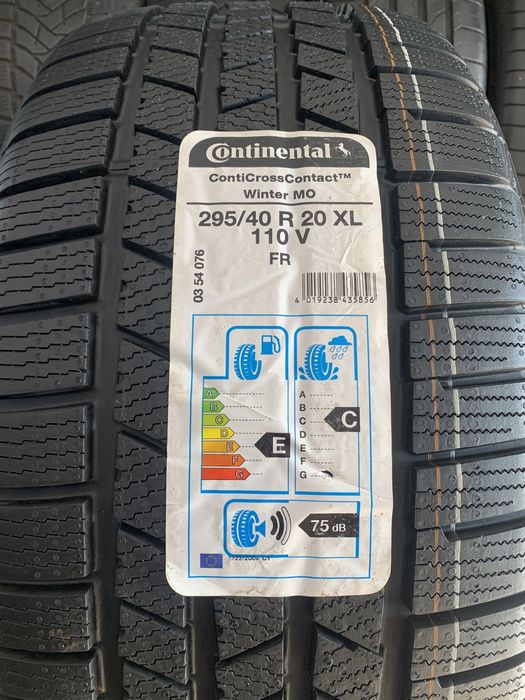 Continental
ContiCrossContact™
Winter MO
295/40 R 20 XL
110 V
FR
03 54 076
4 019238 435856
A
B
C
D
E
F
G
E
A
B
C
D
E
F
G
C
75 dB